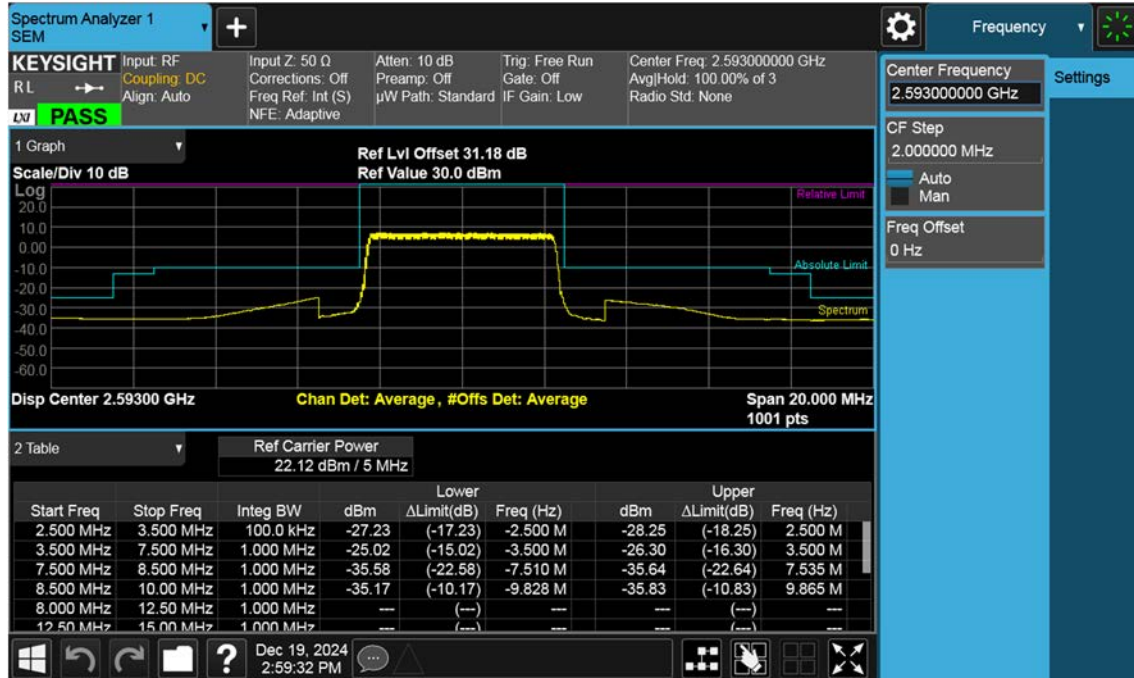 Spectrum Analyzer 1
SEM
Frequency
KEYSIGHT
R L
LXI
PASS
Input: RF
Coupling: DC
Align: Auto
Input Z: 50 Ω
Corrections: Off
Freq Ref: Int (S)
NFE: Adaptive
Atten: 10 dB
Preamp: Off
µW Path: Standard
Trig: Free Run
Gate: Off
IF Gain: Low
Center Freq: 2.593000000 GHz
Avg|Hold: 100.00% of 3
Radio Std: None
Center Frequency
2.593000000 GHz
Settings
CF Step
2.000000 MHz
Auto
Man
Freq Offset
0 Hz
1 Graph
Scale/Div 10 dB
Ref Lvl Offset 31.18 dB
Ref Value 30.0 dBm
Log
20.0
10.0
0.00
-10.0
-20.0
-30.0
-40.0
-50.0
-60.0
Relative Limit
Absolute Limit
Spectrum
Disp Center 2.59300 GHz
Chan Det: Average, #Offs Det: Average
Span 20.000 MHz
1001 pts
2 Table
Ref Carrier Power
22.12 dBm / 5 MHz
Lower Upper
Start Freq Stop Freq Integ BW dBm ΔLimit(dB) Freq (Hz) dBm ΔLimit(dB) Freq (Hz)
2.500 MHz 3.500 MHz 100.0 kHz -27.23 (-17.23) -2.500 M -28.25 (-18.25) 2.500 M
3.500 MHz 7.500 MHz 1.000 MHz -25.02 (-15.02) -3.500 M -26.30 (-16.30) 3.500 M
7.500 MHz 8.500 MHz 1.000 MHz -35.58 (-22.58) -7.510 M -35.64 (-22.64) 7.535 M
8.500 MHz 10.00 MHz 1.000 MHz -35.17 (-10.17) -9.828 M -35.83 (-10.83) 9.865 M
8.000 MHz 12.50 MHz 1.000 MHz --- (---) --- --- (---) ---
12.50 MHz 15.00 MHz 1.000 MHz --- (---) --- --- (---) ---
?
Dec 19, 2024
2:59:32 PM